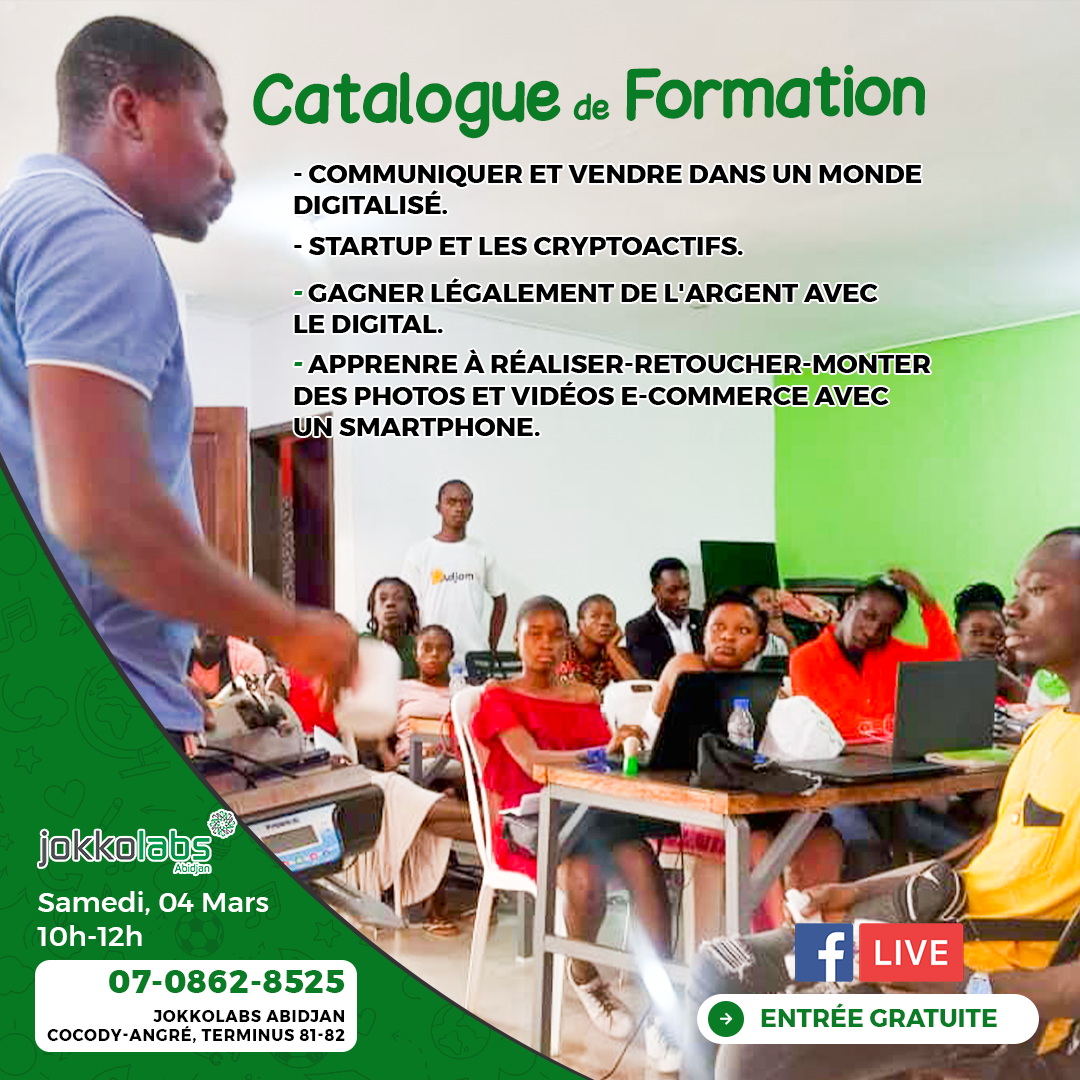 Catalogue de Formation
- COMMUNIQUER ET VENDRE DANS UN MONDE
DIGITALISÉ.
- STARTUP ET LES CRYPTOACTIFS.
- GAGNER LÉGALEMENT DE L'ARGENT AVEC
LE DIGITAL.
- APPRENRE À RÉALISER-RETOUCHER-MONTER
DES PHOTOS ET VIDÉOS E-COMMERCE AVEC
UN SMARTPHONE.
jokkolabs
Abidjan
Samedi, 04 Mars
10h-12h
07-0862-8525
JOKKOLABS ABIDJAN
COCODY-ANGRÉ, TERMINUS 81-82
f LIVE
ENTRÉE GRATUITE